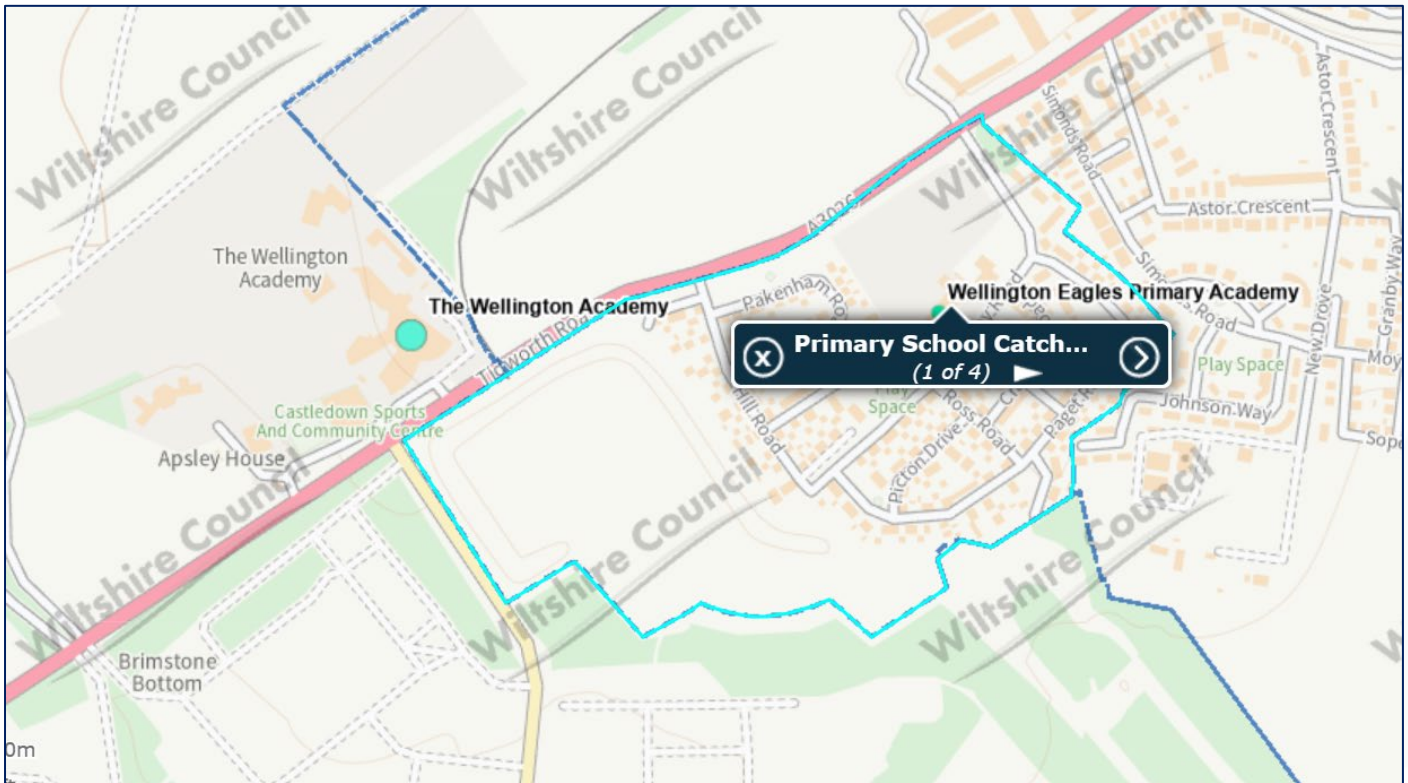 Wiltshire Council
Wiltshire Council
Wiltshire Council
Simonds Road
Astor Crescent
Astor Crescent
Granby Way
A3026
The Wellington
Academy
The Wellington Academy
Tidworth Road
Pakenham Road
Wellington Eagles Primary Academy
Simonds Road
New Drove
Primary School Catch...
(1 of 4)
Play Space
Play
Space
Hill Road
Ross Road
Picton Drive
Paget
Johnson Way
Castledown Sports
And Community Centre
Apsley House
Wiltshire Council
Wiltshire Council
Wiltshire Council
Brimstone
Bottom
0m